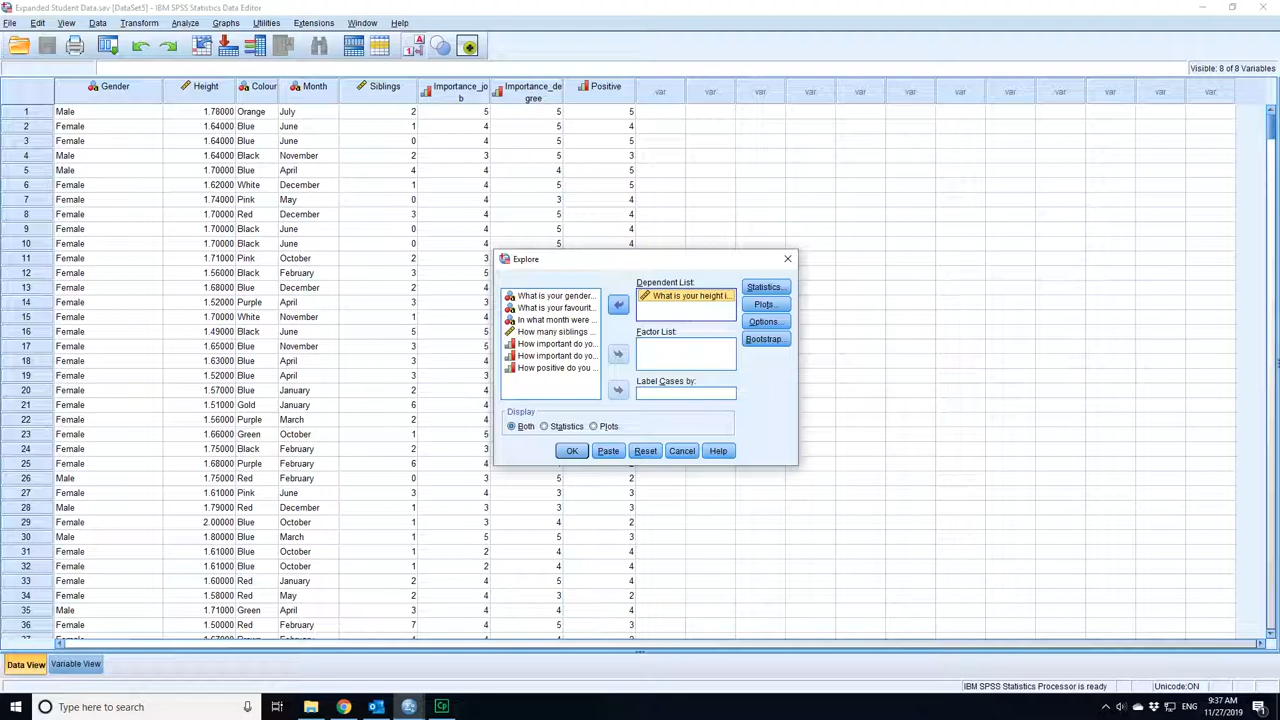 Expanded Student Data.sav [DataSet5] - IBM SPSS Statistics Data Editor
File Edit View Data Transform Analyze Graphs Utilities Extensions Window Help
Visible: 8 of 8 Variables
Gender Height Colour Month Siblings Importance_job Importance_degree Positive var var var var var var var var var var var var
1 Male 1.78000 Orange July 2 5 5 5
2 Female 1.64000 Blue June 1 4 5 4
3 Female 1.64000 Blue June 0 4 5 5
4 Male 1.64000 Black November 2 3 5 3
5 Male 1.70000 Blue April 4 4 4 5
6 Female 1.62000 White December 1 4 5 5
7 Female 1.74000 Pink May 0 4 3 4
8 Female 1.70000 Red December 3 4 5 4
9 Female 1.70000 Black June 0 4 5 4
10 Female 1.70000 Black June 0 4 5 4
11 Female 1.71000 Pink October 2 3
12 Female 1.56000 Black February 3 5
13 Female 1.68000 Blue December 2 4
14 Female 1.52000 Purple April 3 4
15 Female 1.70000 White November 2 4
16 Female 1.49000 Black June 5 5
17 Female 1.65000 Blue November 3 5
18 Female 1.63000 Blue April 3 4
19 Female 1.52000 Blue April 3 4
20 Female 1.57000 Blue January 2 4
21 Female 1.51000 Gold January 6 4
22 Female 1.56000 Purple March 2 4
23 Female 1.66000 Green October 1 5
24 Female 1.75000 Black February 2 4
25 Female 1.68000 Purple February 6 4
26 Male 1.75000 Red February 0 3 5 2
27 Female 1.61000 Pink June 3 4 3 3
28 Male 1.79000 Red December 1 3 3 3
29 Female 2.00000 Blue October 1 3 4 2
30 Male 1.80000 Blue March 1 3 5 3
31 Female 1.61000 Blue October 1 2 4 4
32 Female 1.61000 Blue October 1 2 4 4
33 Female 1.60000 Red January 2 4 5 4
34 Female 1.58000 Red May 2 4 3 2
35 Male 1.71000 Green April 3 4 4 4
36 Female 1.50000 Red February 7 4 5 3
Explore
What is your gender...
What is your favourit...
In what month were ...
How many siblings ...
How important do yo...
How important do yo...
How positive do you ...
Dependent List:
What is your height i...
Factor List:
Label Cases by:
Statistics...
Plots...
Options...
Bootstrap...
Display
Both Statistics Plots
OK Paste Reset Cancel Help
Data View Variable View
IBM SPSS Statistics Processor is ready Unicode:ON
Type here to search
ENG
9:37 AM
11/27/2019